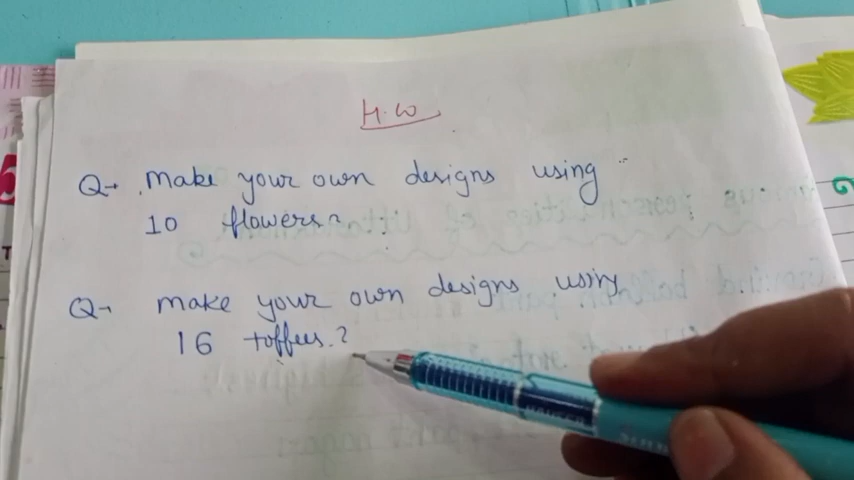 H.W
Q→ Make your own designs using
10 flowers?
Q→ make your own designs using
16 toffees.?